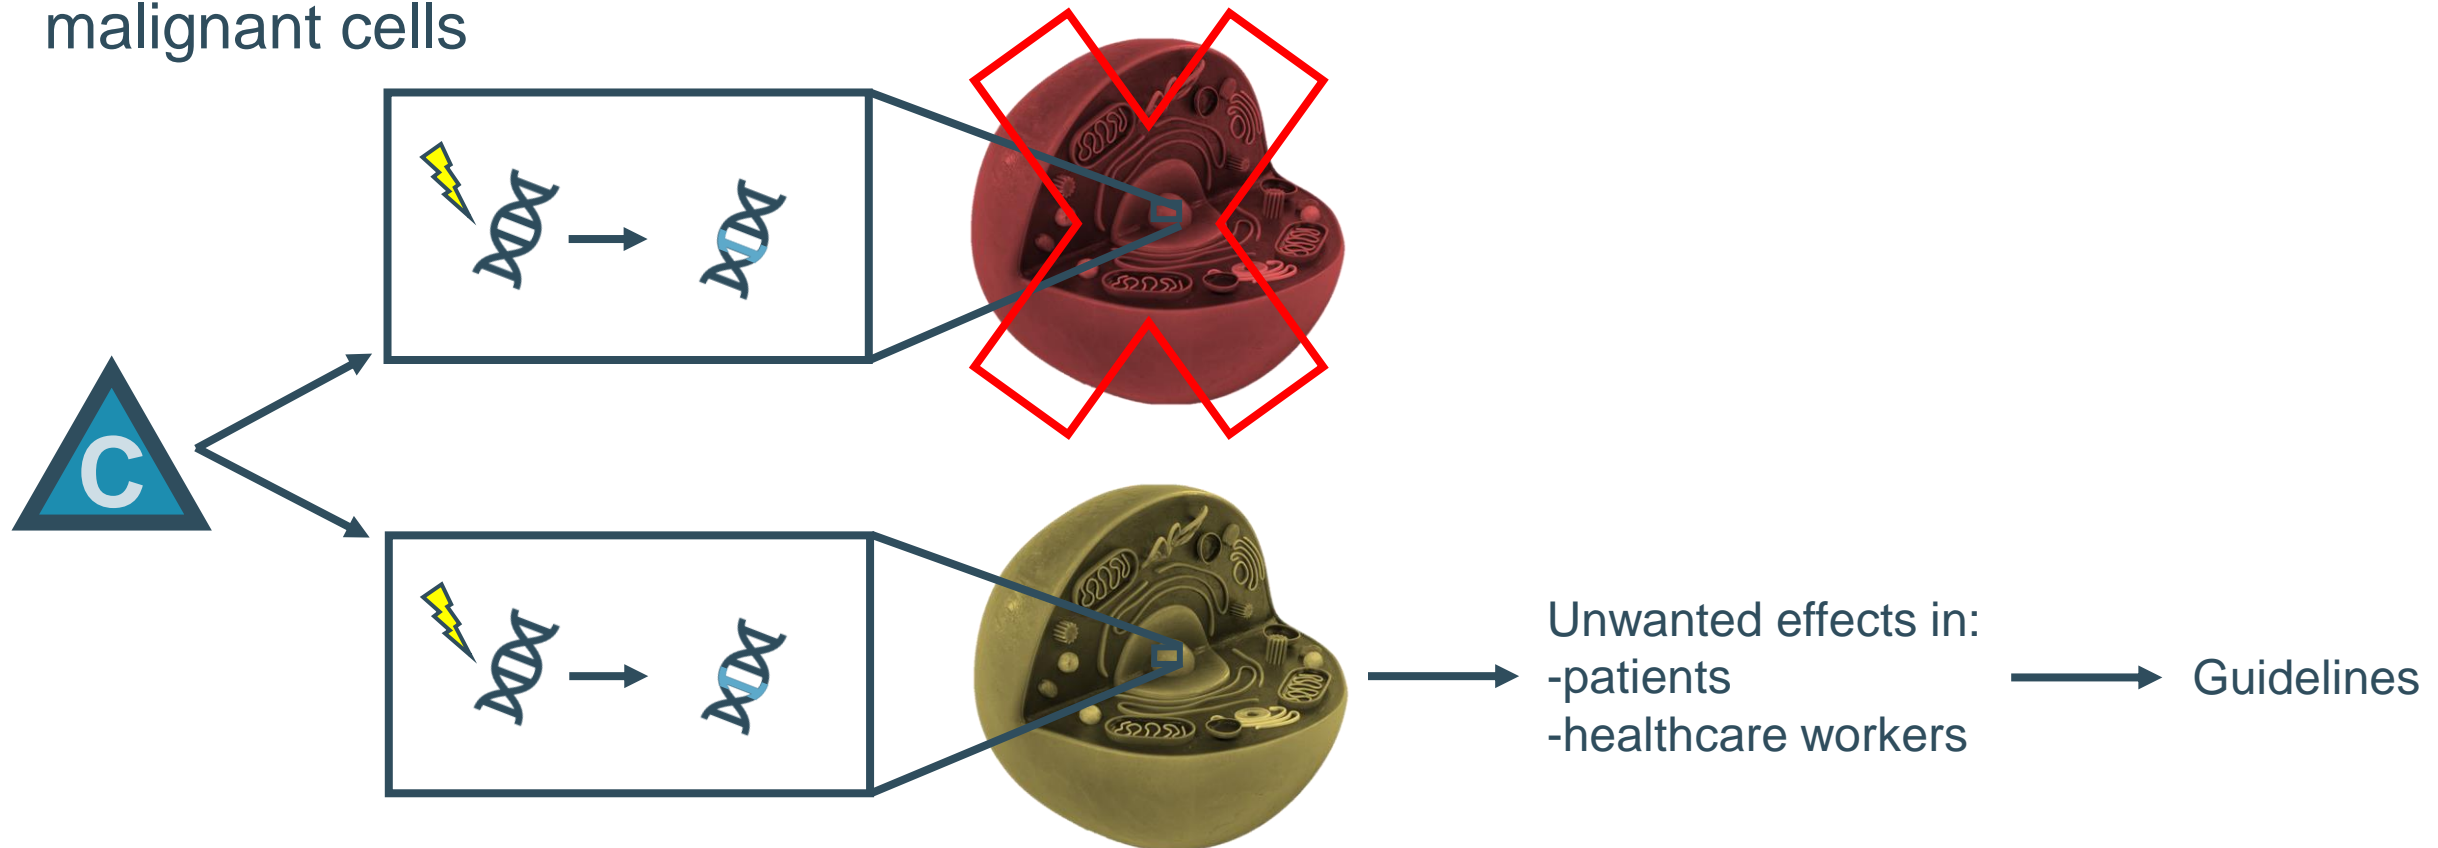 malignant cells
C
Unwanted effects in:
-patients
-healthcare workers
Guidelines